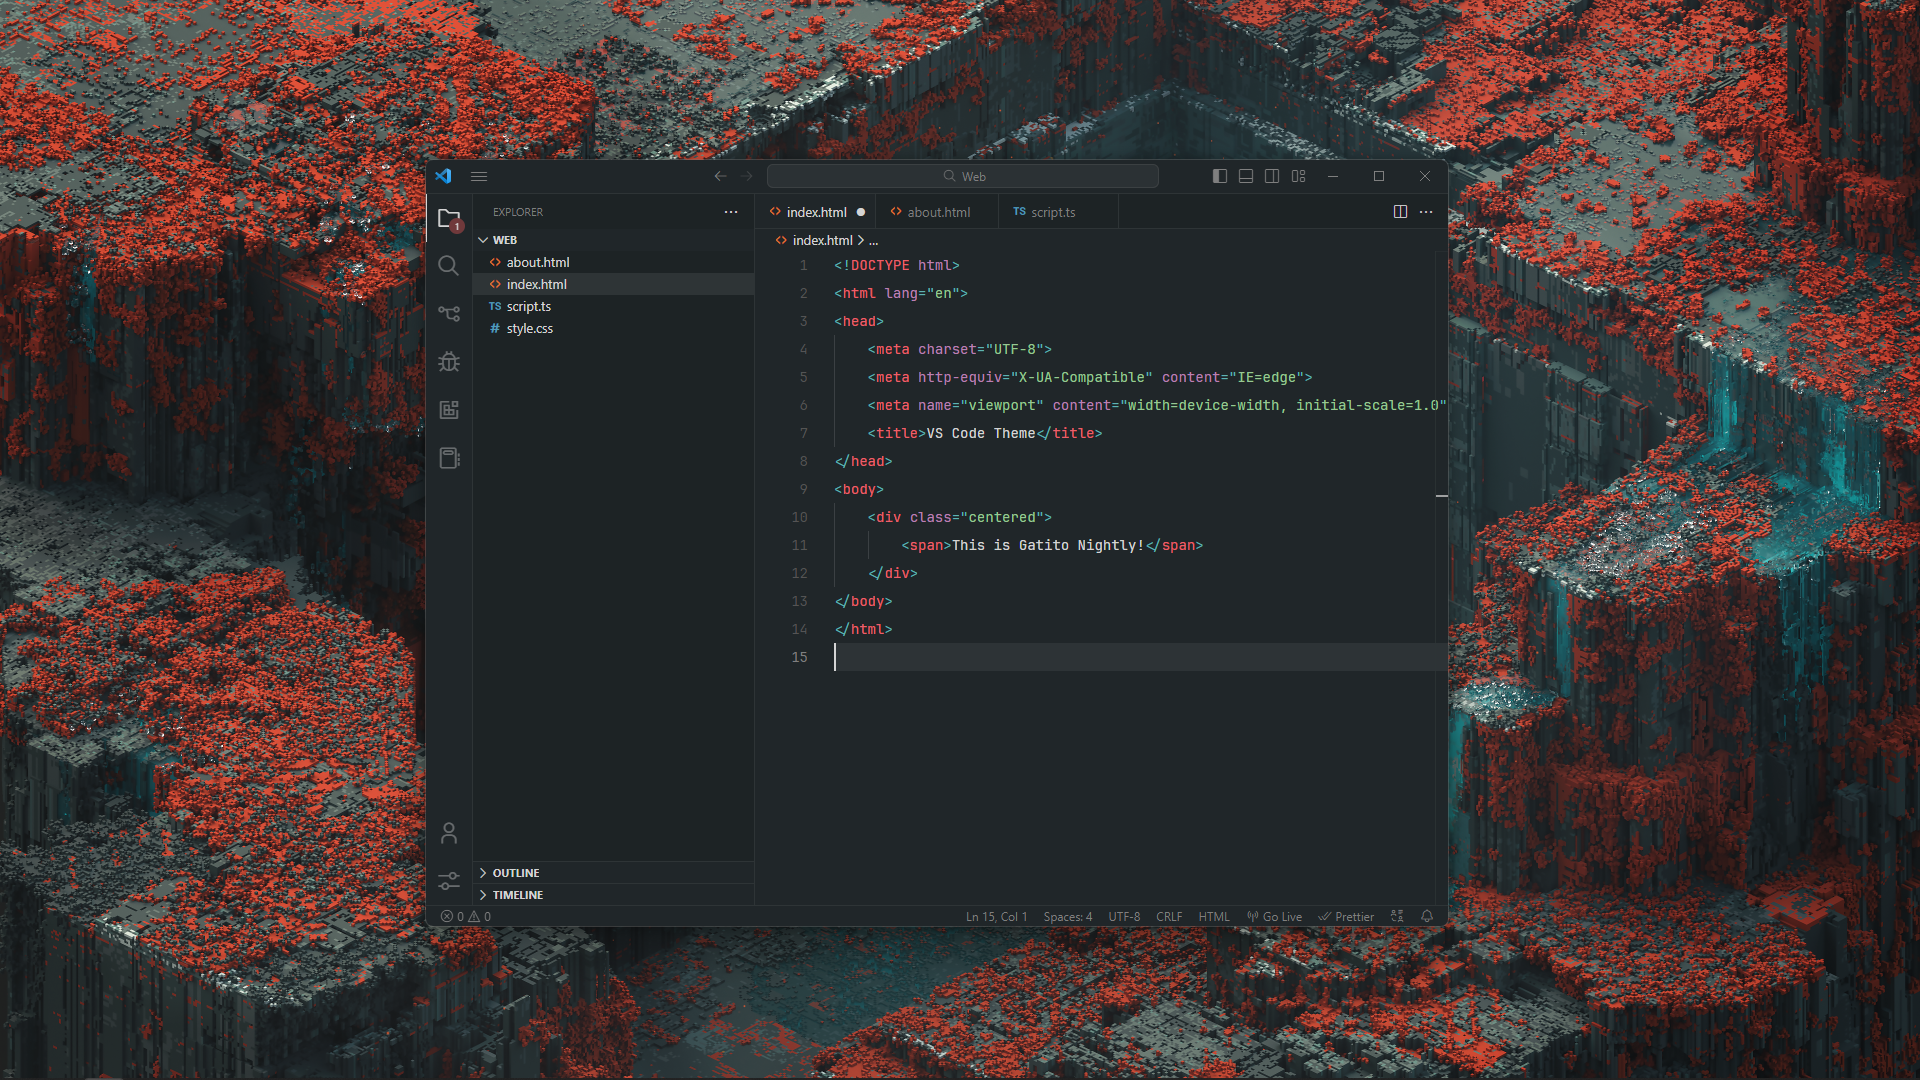 Web
EXPLORER
1
WEB
about.html
index.html
TS script.ts
# style.css
OUTLINE
TIMELINE
index.html
about.html
TS script.ts
index.html > ...
1 <!DOCTYPE html>
2 <html lang="en">
3 <head>
4 <meta charset="UTF-8">
5 <meta http-equiv="X-UA-Compatible" content="IE=edge">
6 <meta name="viewport" content="width=device-width, initial-scale=1.0"
7 <title>VS Code Theme</title>
8 </head>
9 <body>
10 <div class="centered">
11 <span>This is Gatito Nightly!</span>
12 </div>
13 </body>
14 </html>
15
0 0 Ln 15, Col 1 Spaces: 4 UTF-8 CRLF HTML Go Live Prettier